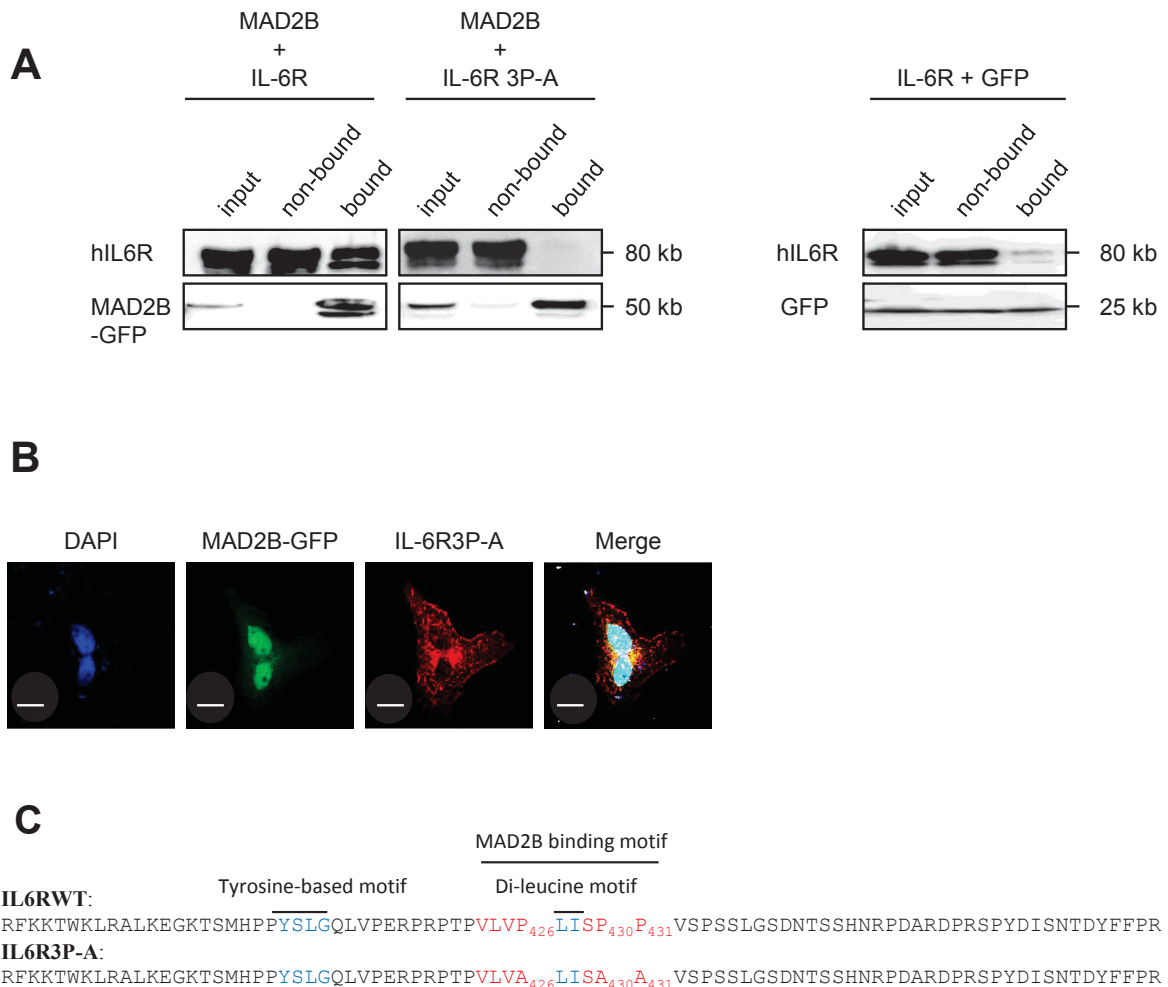 A
MAD2B
+
IL-6R
MAD2B
+
IL-6R 3P-A
IL-6R + GFP
input
non-bound
bound
input
non-bound
bound
input
non-bound
bound
hIL6R
80 kb
hIL6R
80 kb
MAD2B
-GFP
50 kb
GFP
25 kb
B
DAPI
MAD2B-GFP
IL-6R3P-A
Merge
C
MAD2B binding motif
Tyrosine-based motif
Di-leucine motif
IL6RWT:
RFKKTWKLRALKEGKTSMHPPYSLGQLVPERPRPTPVLVP426LISP430P431VSPSSLGSDNTSSHNRPDARDPRSPYDISNTDYFFPR
IL6R3P-A:
RFKKTWKLRALKEGKTSMHPPYSLGQLVPERPRPTPVLVA426LISA430A431VSPSSLGSDNTSSHNRPDARDPRSPYDISNTDYFFPR